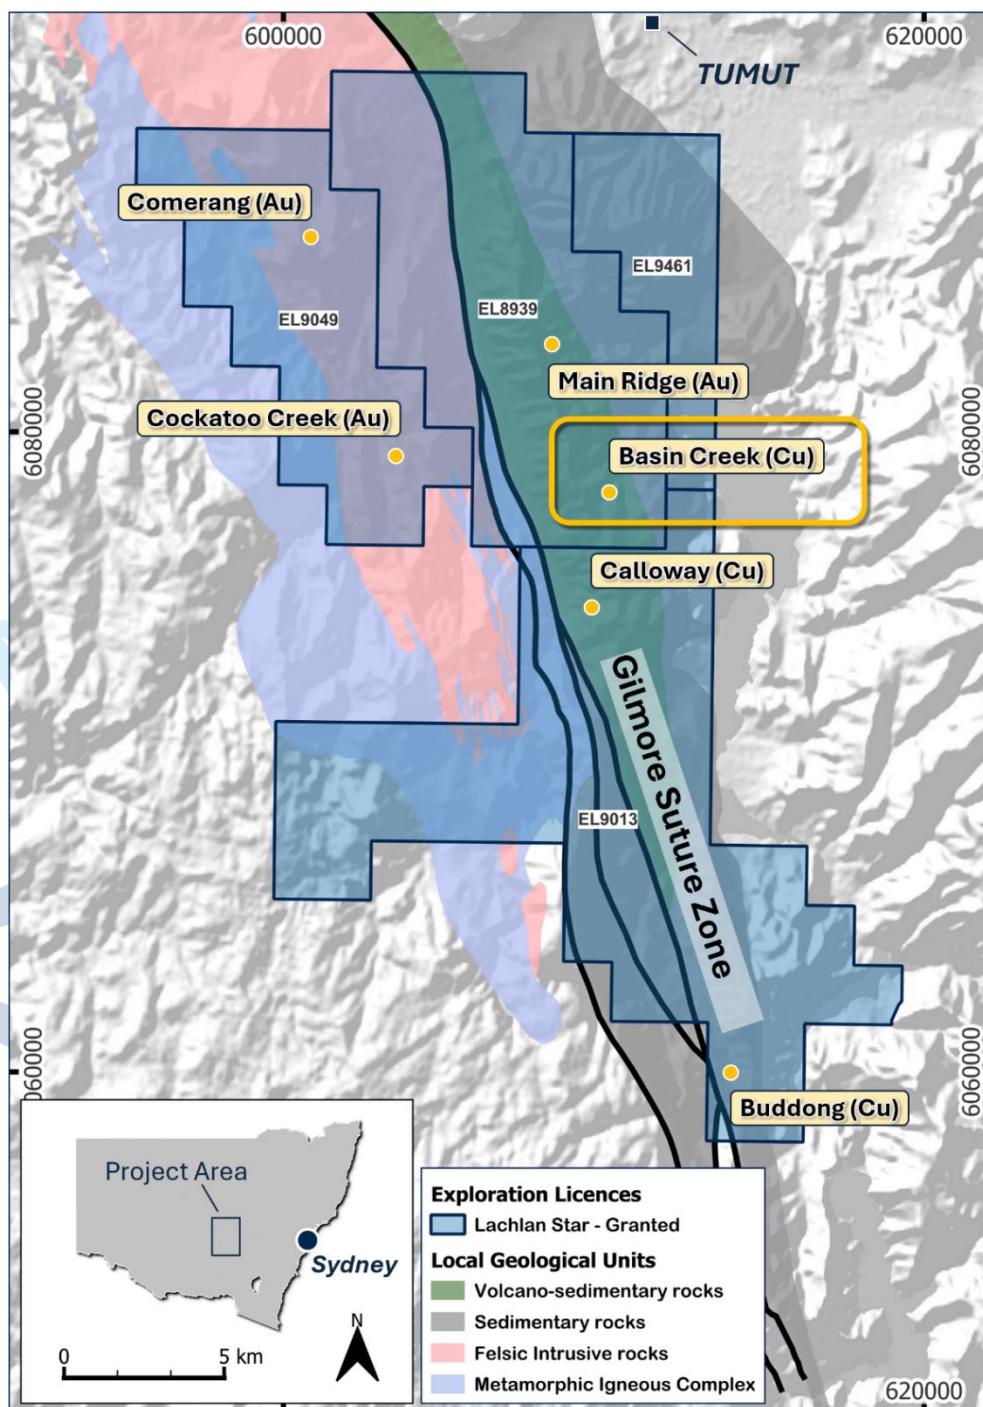 600000
620000
TUMUT
Comerang (Au)
EL9461
EL9049
EL8939
Main Ridge (Au)
Cockatoo Creek (Au)
6080000
6080000
Basin Creek (Cu)
Calloway (Cu)
Gilmore Suture Zone
EL9013
6060000
6060000
Buddong (Cu)
Project Area
Sydney
N
0 5 km
Exploration Licences
Lachlan Star - Granted
Local Geological Units
Volcano-sedimentary rocks
Sedimentary rocks
Felsic Intrusive rocks
Metamorphic Igneous Complex
620000